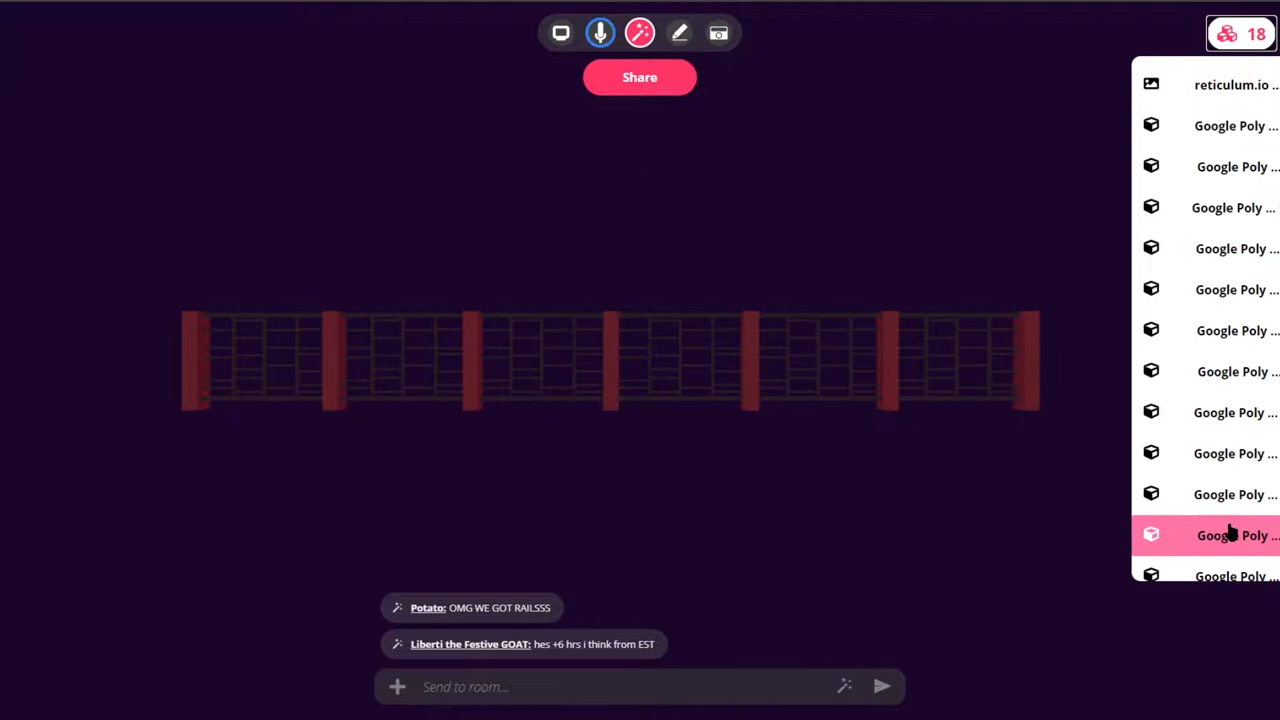 18
Share
reticulum.io ...
Google Poly ...
Google Poly ...
Google Poly ...
Google Poly ...
Google Poly ...
Google Poly ...
Google Poly ...
Google Poly ...
Google Poly ...
Google Poly ...
Google Poly ...
Google Poly ...
Potato: OMG WE GOT RAILSSS
Liberti the Festive GOAT: hes +6 hrs i think from EST
Send to room...